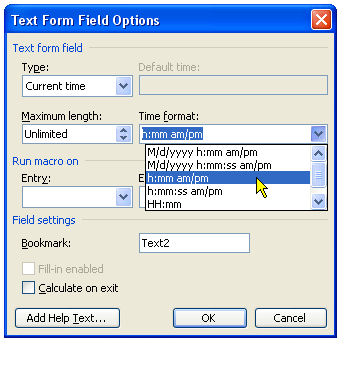 Text Form Field Options
Text form field
Type: Default time:
Current time
Maximum length: Time format:
Unlimited h:mm am/pm
M/d/yyyy h:mm am/pm
M/d/yyyy h:mm:ss am/pm
Run macro on
h:mm am/pm
Entry: E
h:mm:ss am/pm
HH:mm
Field settings
Bookmark: Text2
Fill-in enabled
Calculate on exit
Add Help Text... OK Cancel